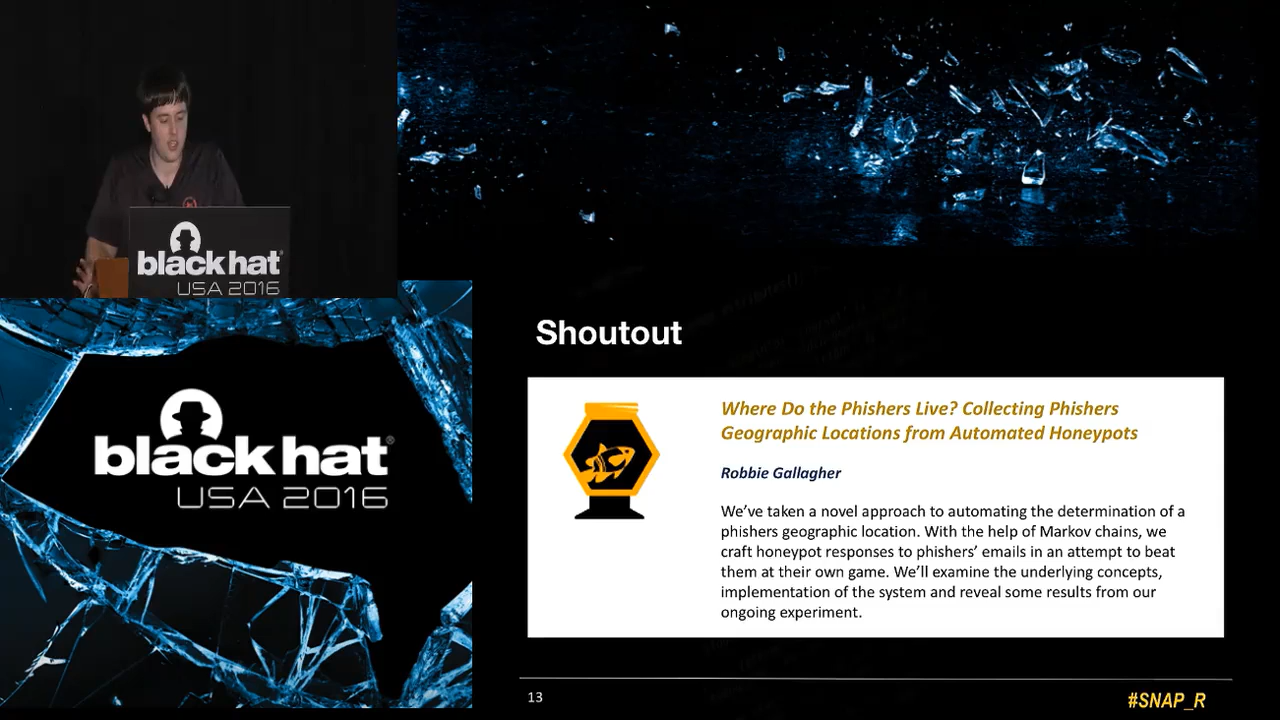 black hat
USA 2016
black hat
USA 2016
Shoutout
Where Do the Phishers Live? Collecting Phishers
Geographic Locations from Automated Honeypots
Robbie Gallagher
We’ve taken a novel approach to automating the determination of a
phishers geographic location. With the help of Markov chains, we
craft honeypot responses to phishers’ emails in an attempt to beat
them at their own game. We’ll examine the underlying concepts,
implementation of the system and reveal some results from our
ongoing experiment.
13
#SNAP_R